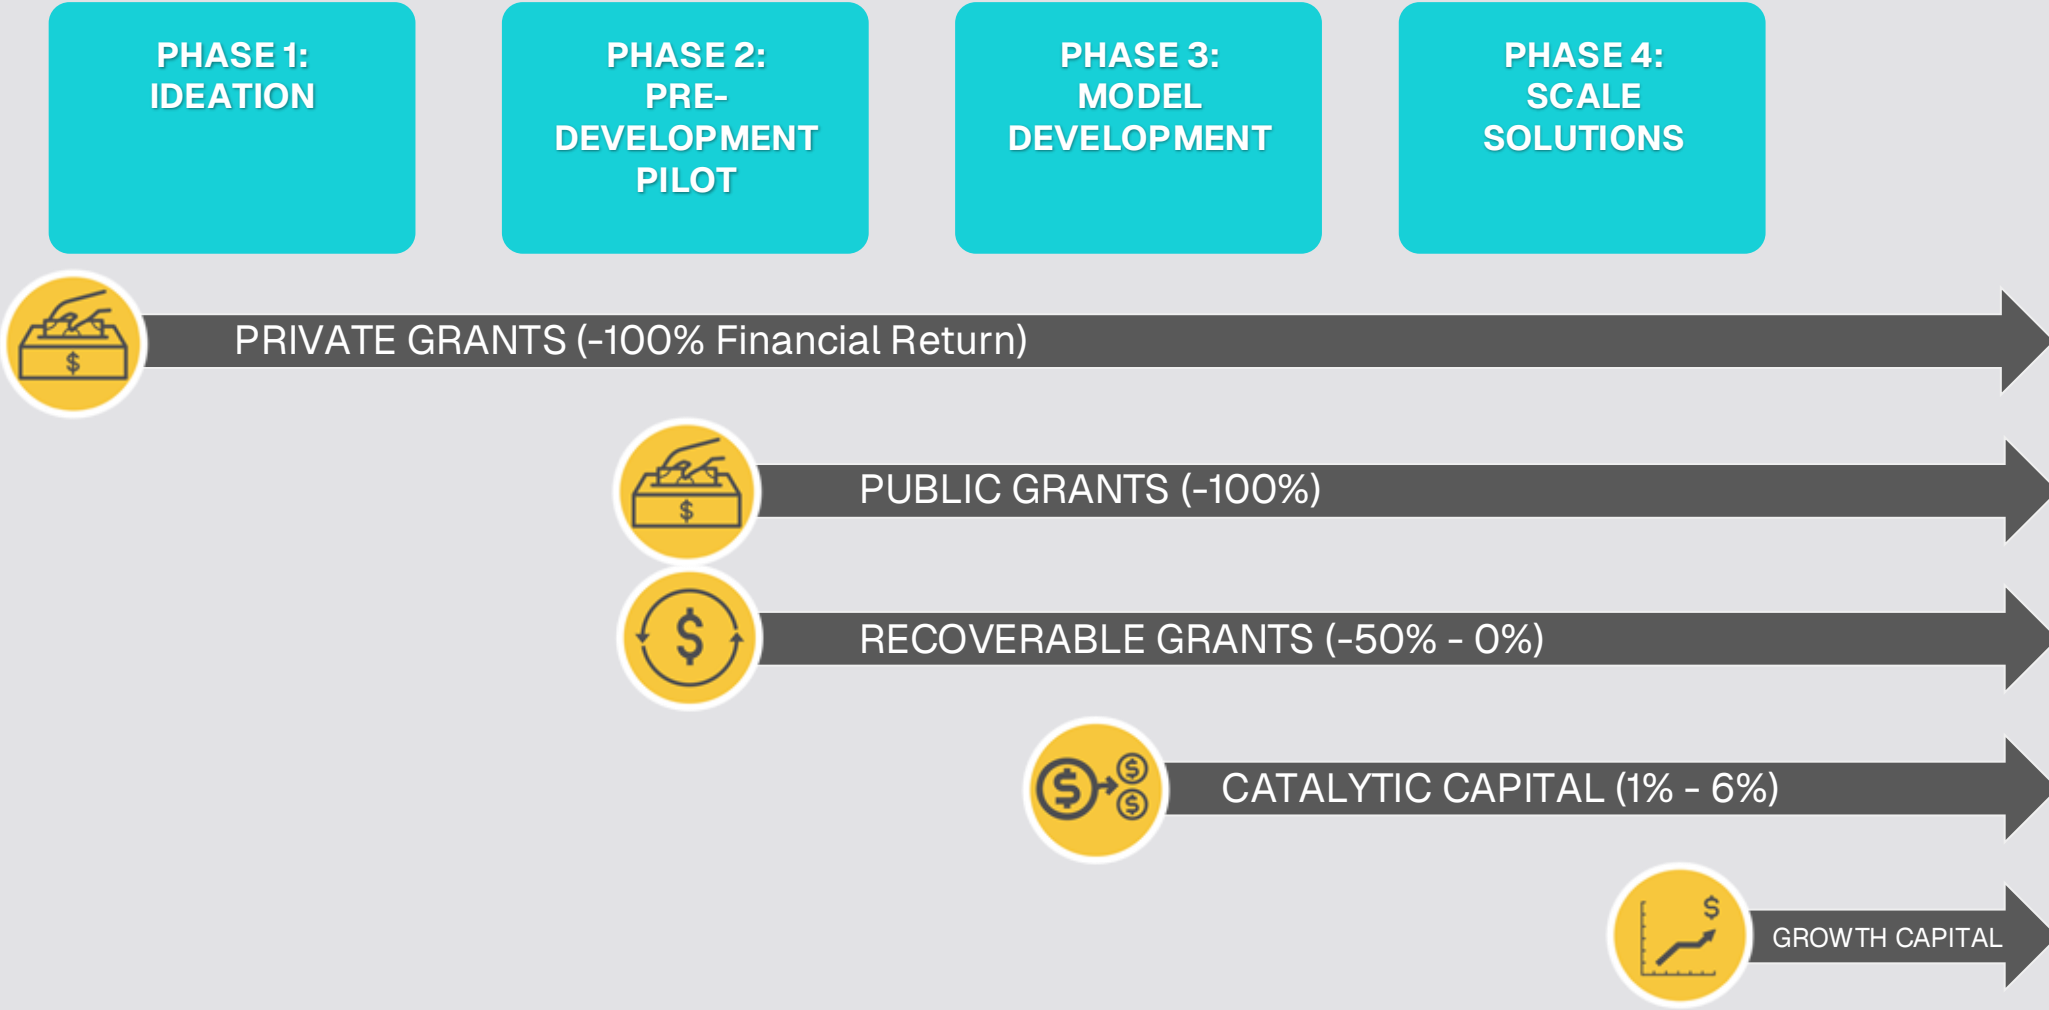 PHASE 1:
IDEATION
PHASE 2:
PRE-
DEVELOPMENT
PILOT
PHASE 3:
MODEL
DEVELOPMENT
PHASE 4:
SCALE
SOLUTIONS
PRIVATE GRANTS (-100% Financial Return)
$
PUBLIC GRANTS (-100%)
$
RECOVERABLE GRANTS (-50% - 0%)
$
CATALYTIC CAPITAL (1% - 6%)
$ $
$
GROWTH CAPITAL
$